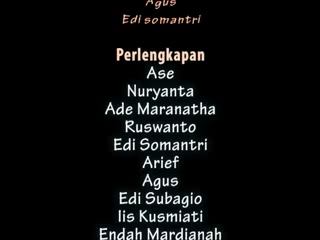 Agus
Edi somantri
Perlengkapan
Ase
Nuryanta
Ade Maranatha
Ruswanto
Edi Somantri
Arief
Agus
Edi Subagio
Iis Kusmiati
Endah Mardianah